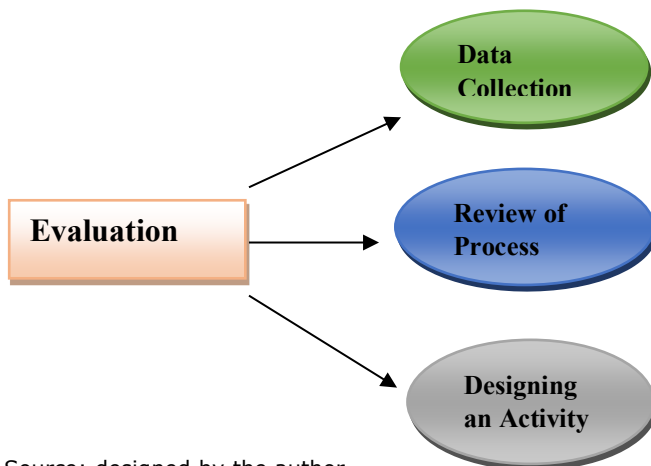 Data
Collection
Evaluation
Review of
Process
Designing
an Activity
Source: designed by the author